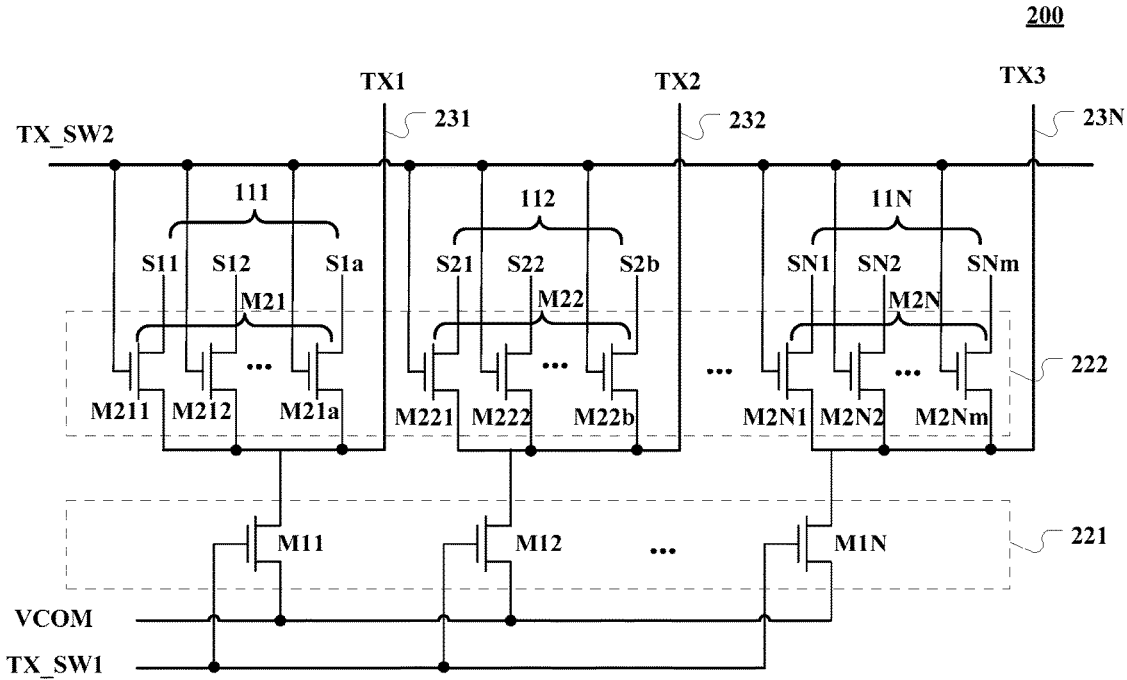 200
TX1 TX2 TX3
231 232 23N
TX_SW2
111 112 11N
S11 S12 S1a S21 S22 S2b SN1 SN2 SNm
M21 M22 M2N
... ... ... ...
... 222
M211 M212 M21a M221 M222 M22b M2N1 M2N2 M2Nm
M11 M12 ... M1N 221
VCOM
TX_SW1